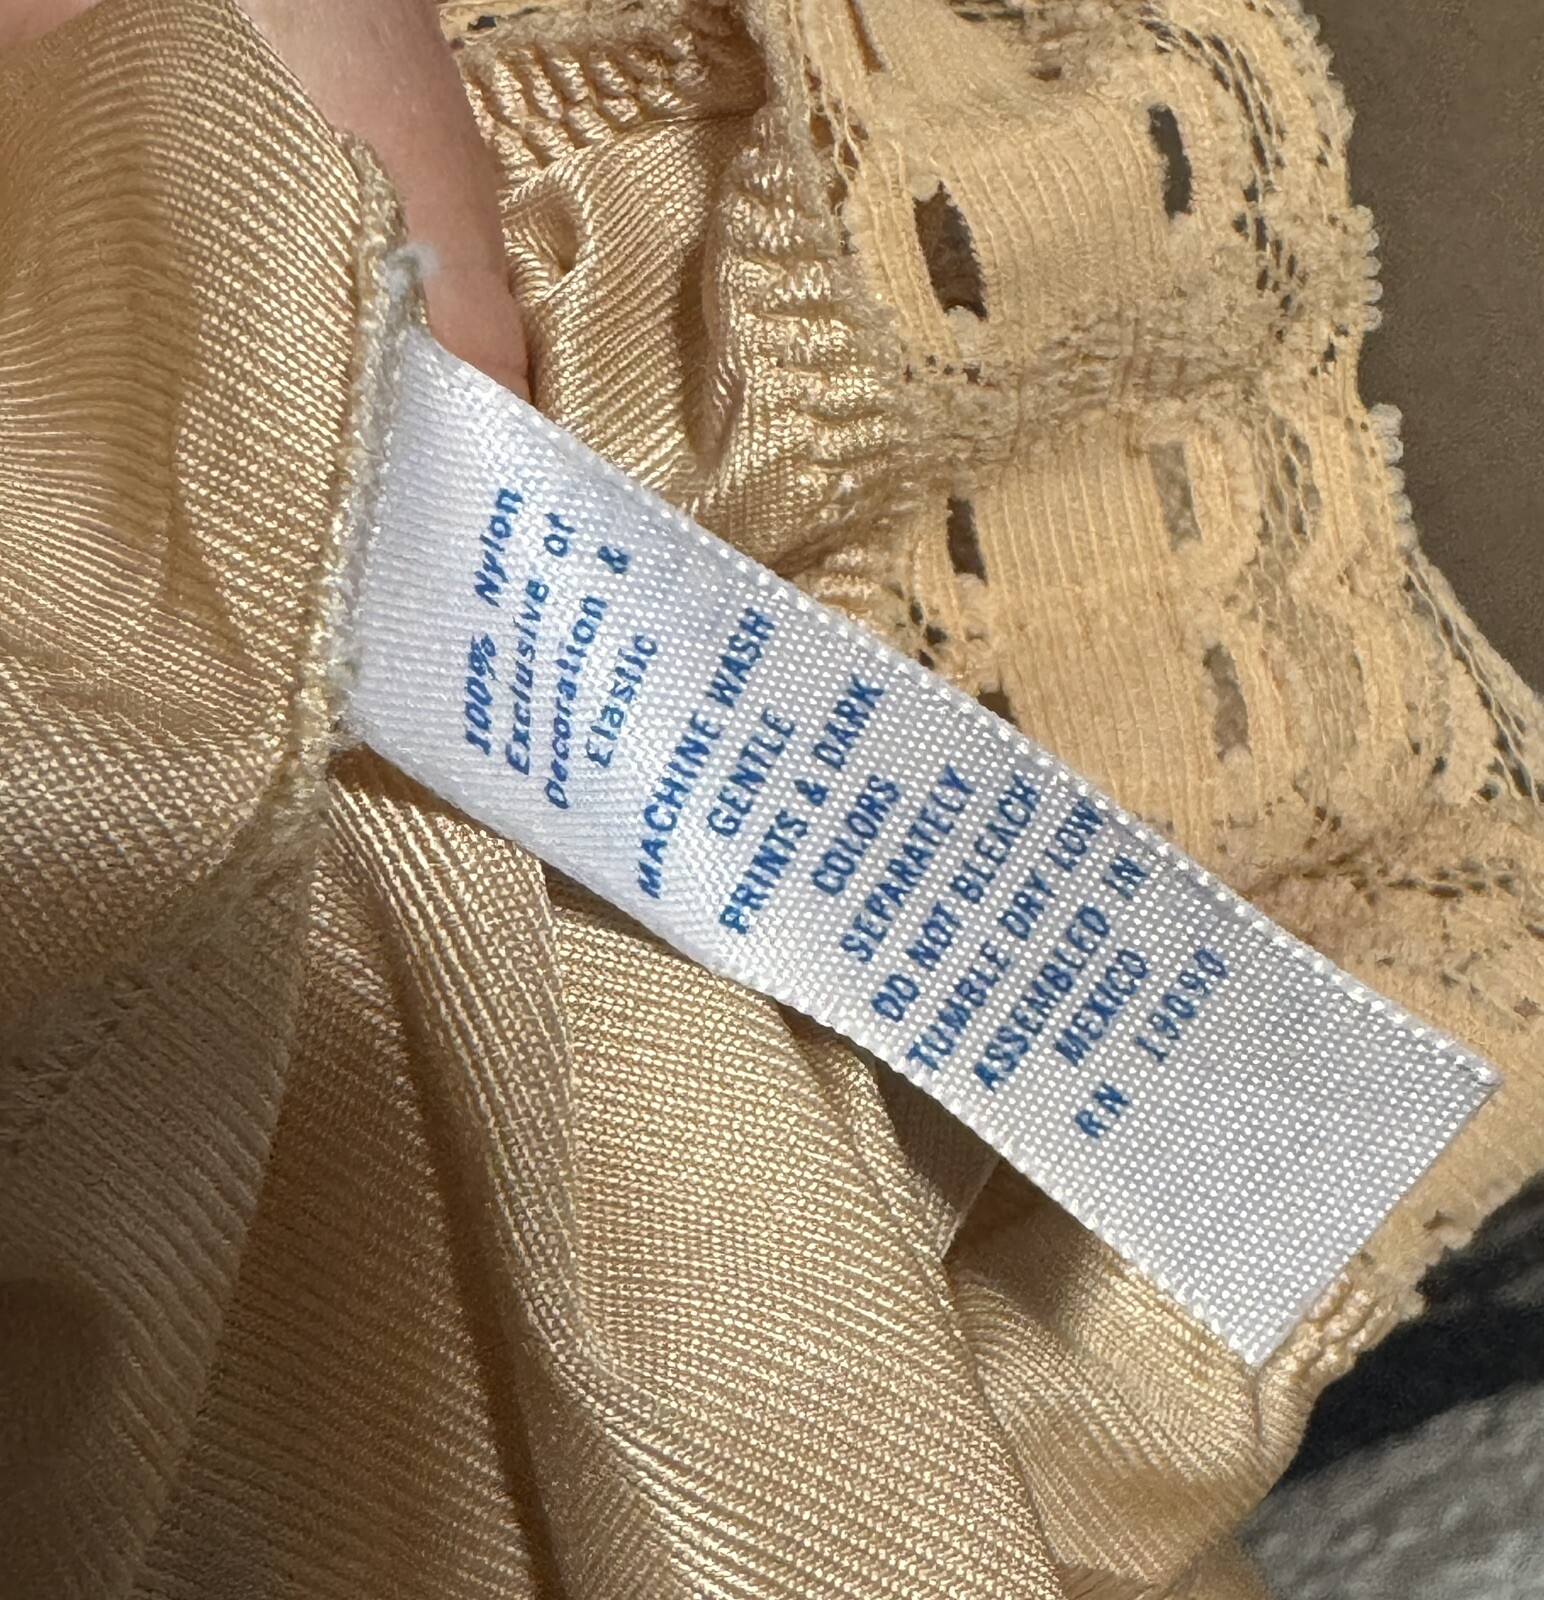 100% Nylon
Exclusive of
Decoration &
Elastic
MACHINE WASH
GENTLE
PRINTS & DARK
COLORS
SEPARATELY
DO NOT BLEACH
TUMBLE DRY LOW
ASSEMBLED IN
MEXICO
RN 19090